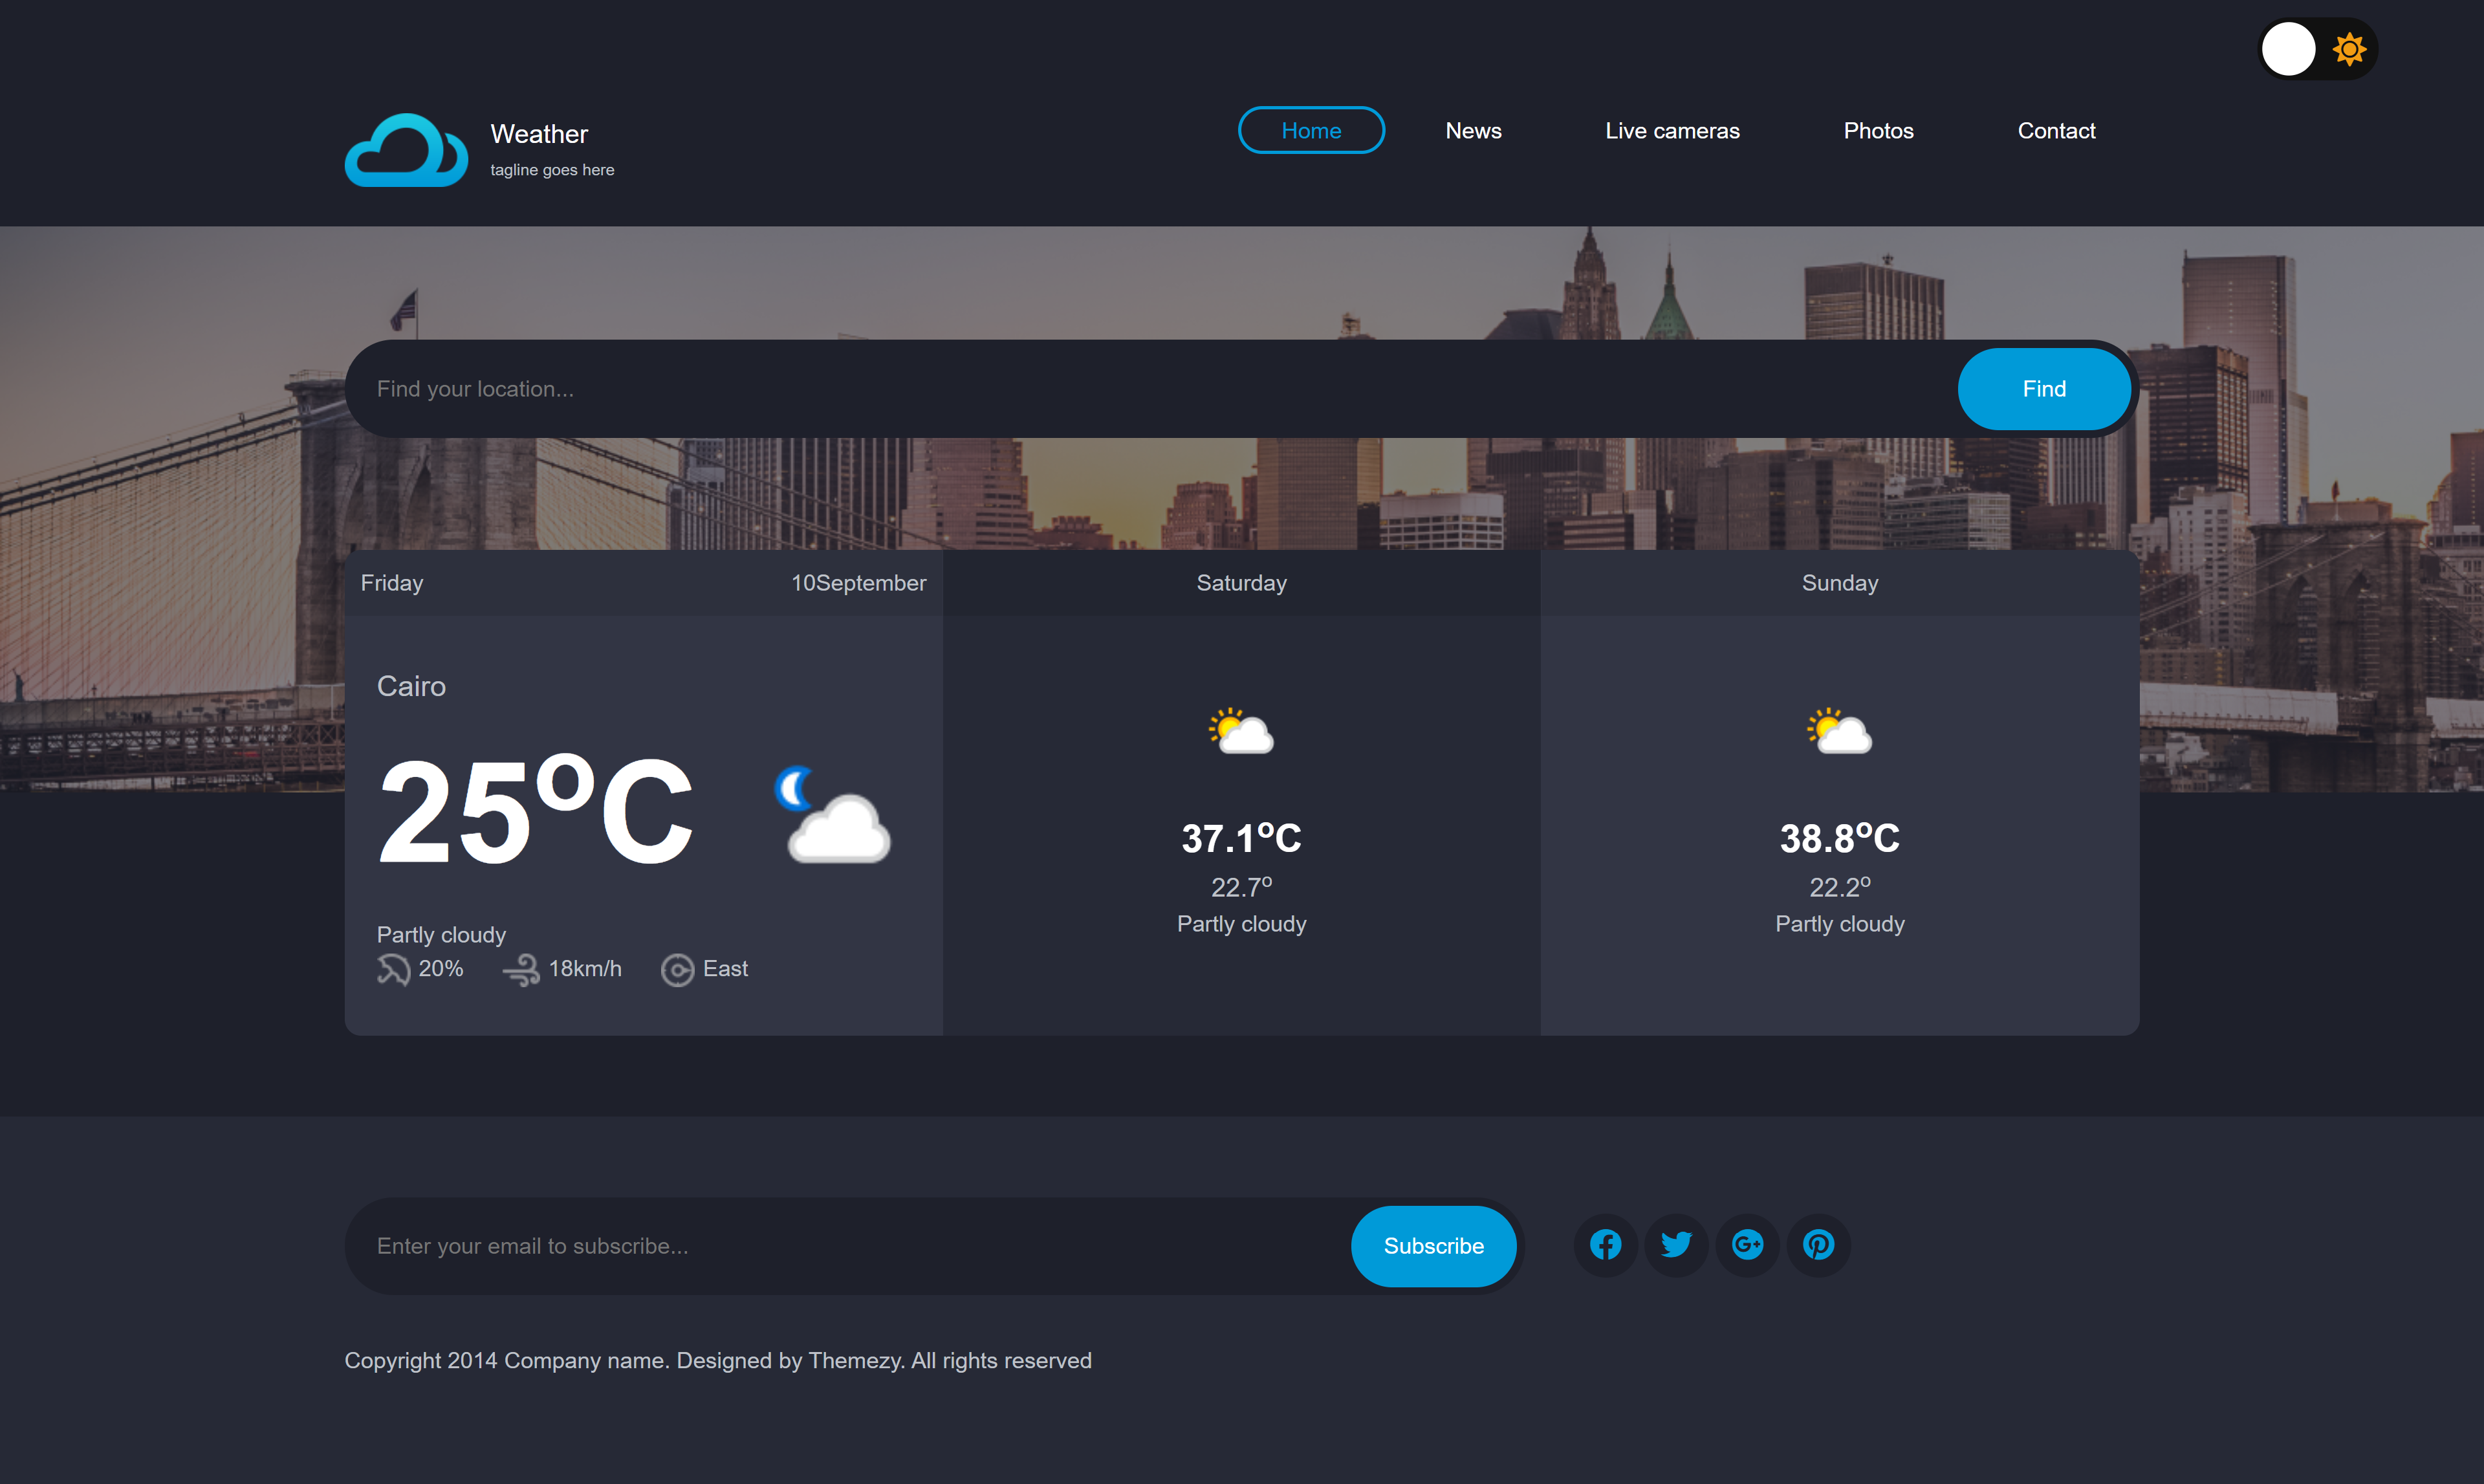 Weather
tagline goes here
Home News Live cameras Photos Contact
Find your location...
Find
Friday 10September
Cairo
25°C
Partly cloudy
20% 18km/h East
Saturday
37.1°C
22.7°
Partly cloudy
Sunday
38.8°C
22.2°
Partly cloudy
Enter your email to subscribe...
Subscribe
Copyright 2014 Company name. Designed by Themezy. All rights reserved